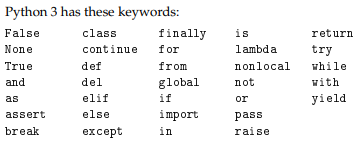 Python 3 has these keywords:
False class finally is return
None continue for lambda try
True def from nonlocal while
and del global not with
as elif if or yield
assert else import pass
break except in raise